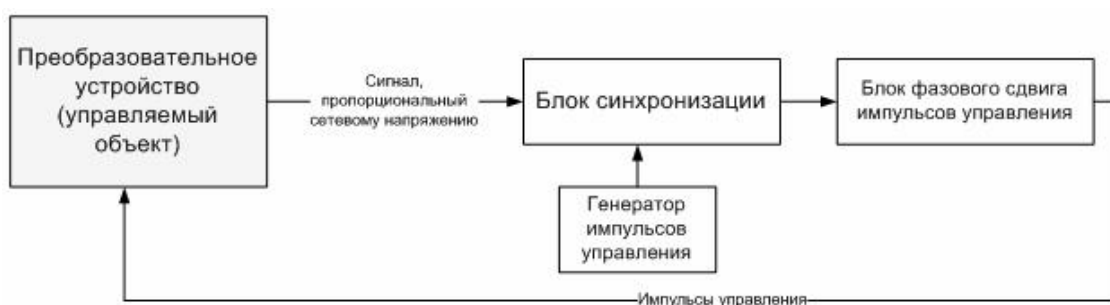 Преобразовательное
устройство
(управляемый
объект)
Сигнал,
пропорциональный
сетевому напряжению
Блок синхронизации
Блок фазового сдвига
импульсов управления
Генератор
импульсов
управления
Импульсы управления